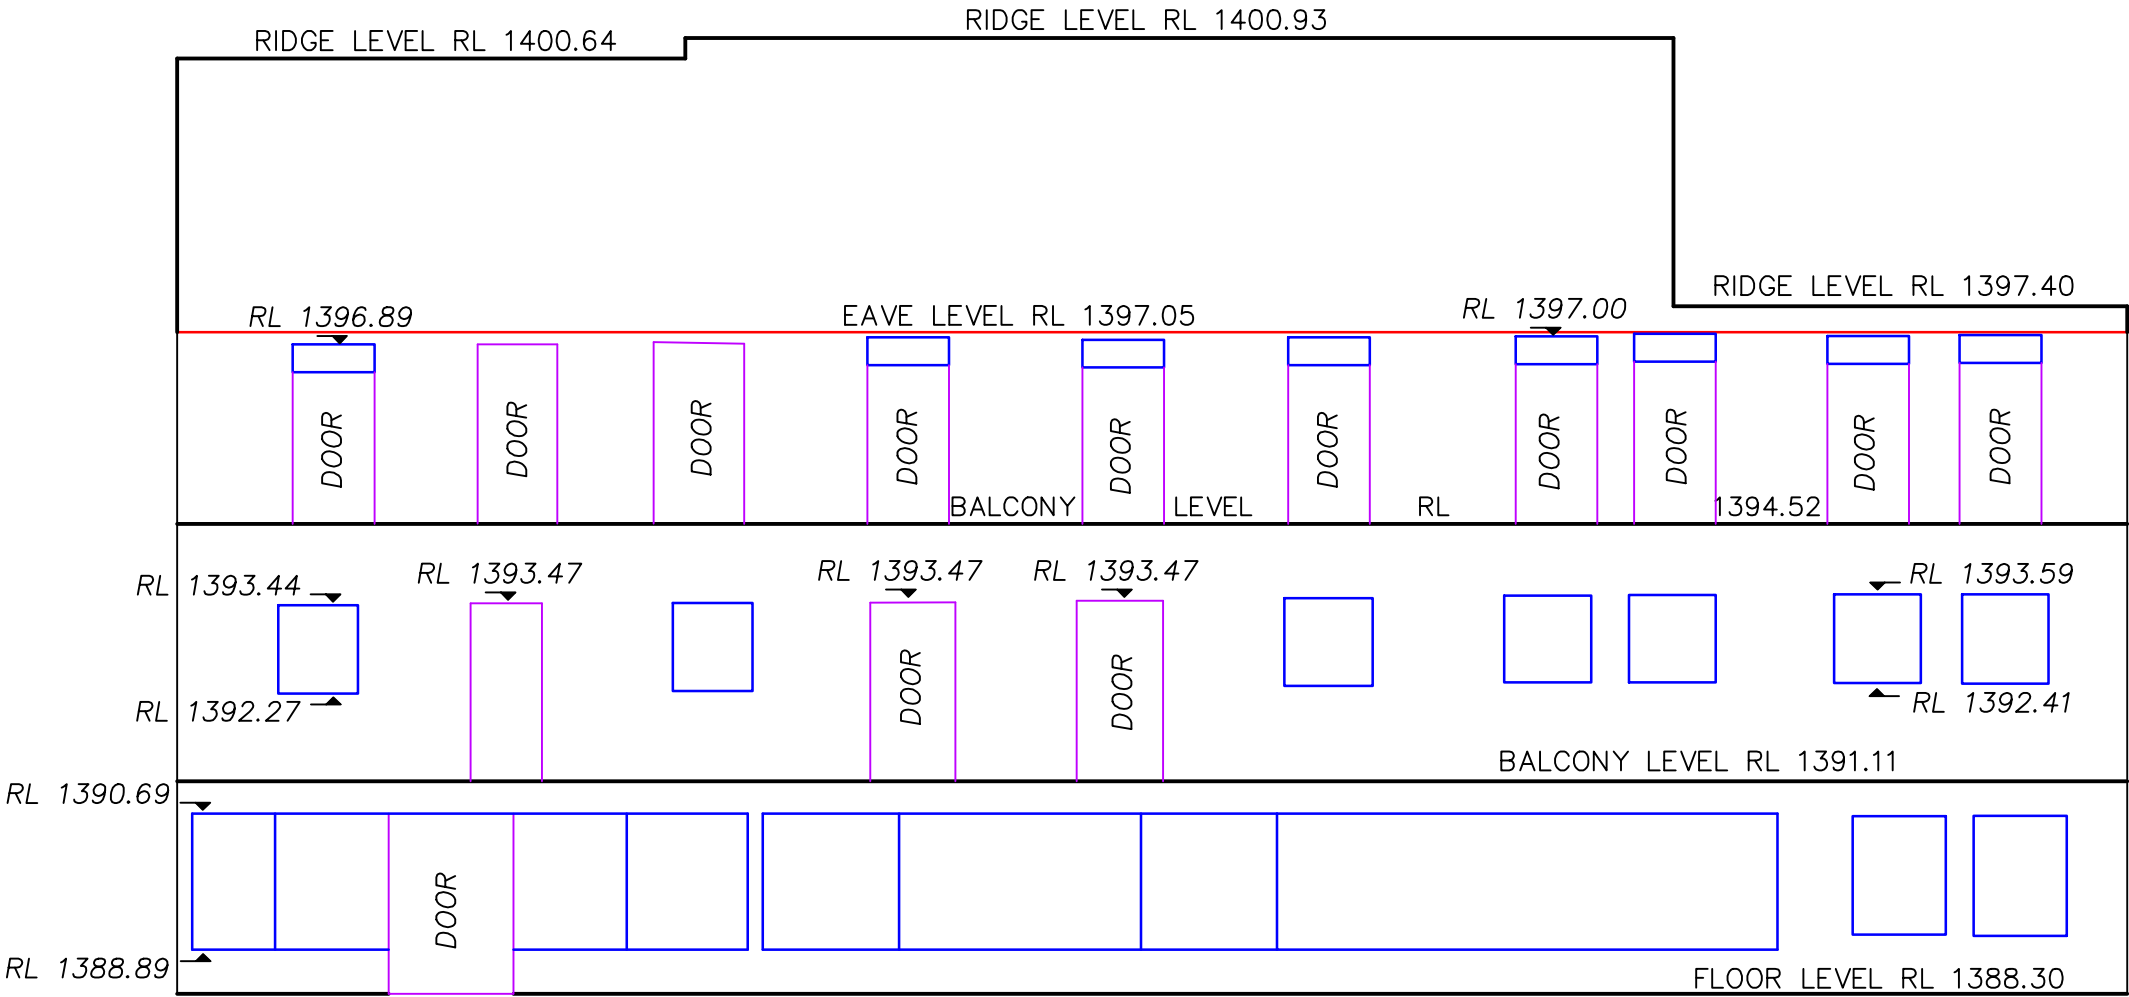 RIDGE LEVEL RL 1400.93
RIDGE LEVEL RL 1400.64
RIDGE LEVEL RL 1397.40
RL 1396.89
EAVE LEVEL RL 1397.05
RL 1397.00
DOOR
DOOR
DOOR
DOOR
DOOR
DOOR
DOOR
DOOR
DOOR
DOOR
BALCONY LEVEL RL 1394.52
RL 1393.44
RL 1393.47
RL 1393.47
RL 1393.47
RL 1393.59
DOOR
DOOR
RL 1392.27
RL 1392.41
BALCONY LEVEL RL 1391.11
RL 1390.69
DOOR
RL 1388.89
FLOOR LEVEL RL 1388.30